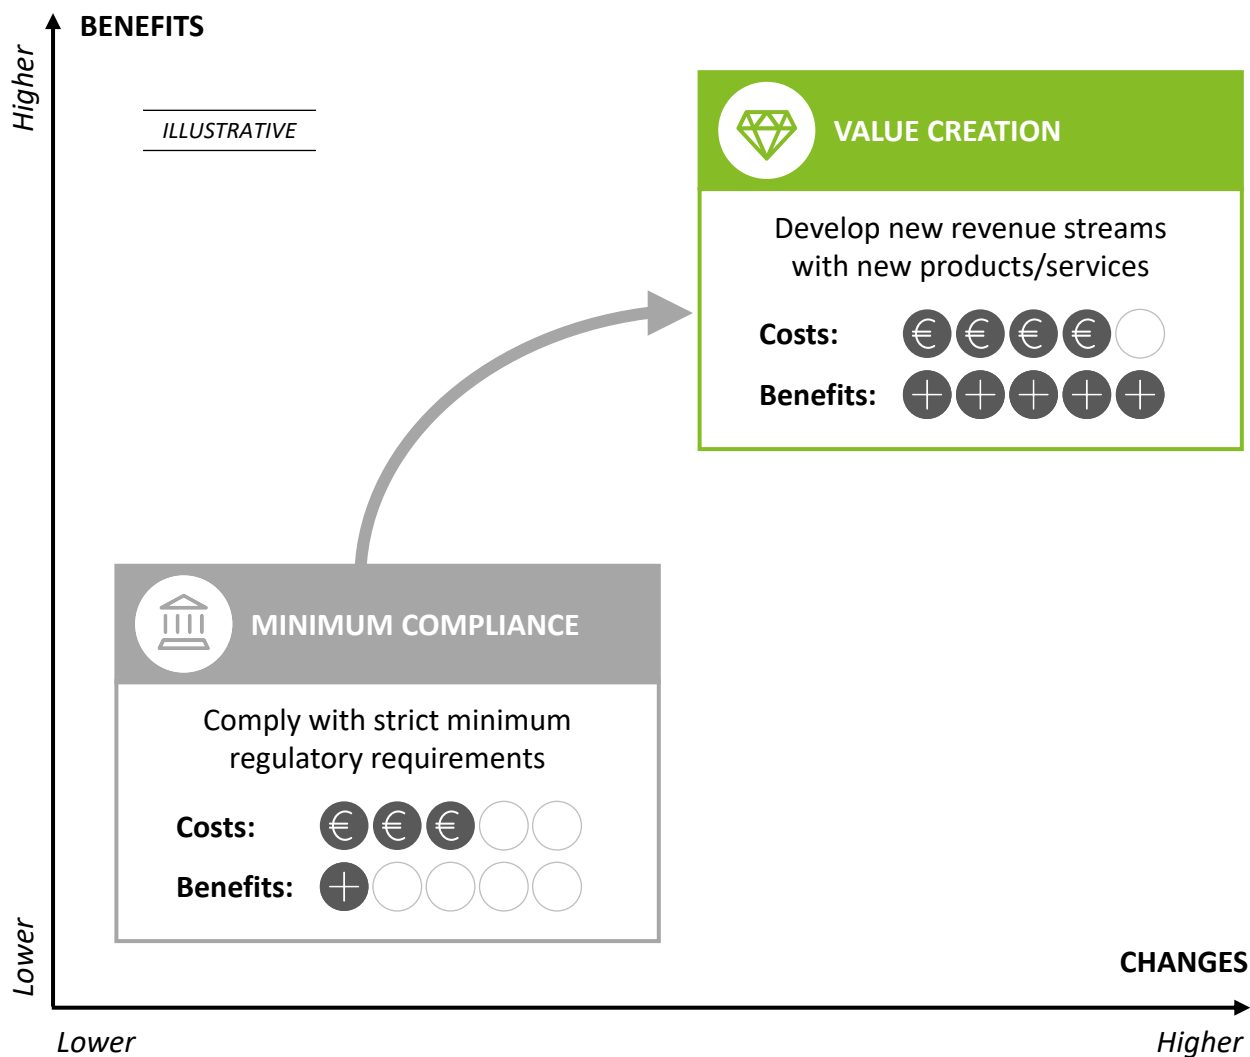 BENEFITS
Higher
ILLUSTRATIVE
VALUE CREATION
Develop new revenue streams
with new products/services
Costs: € € € €
Benefits: + + + + +
MINIMUM COMPLIANCE
Comply with strict minimum
regulatory requirements
Costs: € € €
Benefits: +
Lower
CHANGES
Lower
Higher